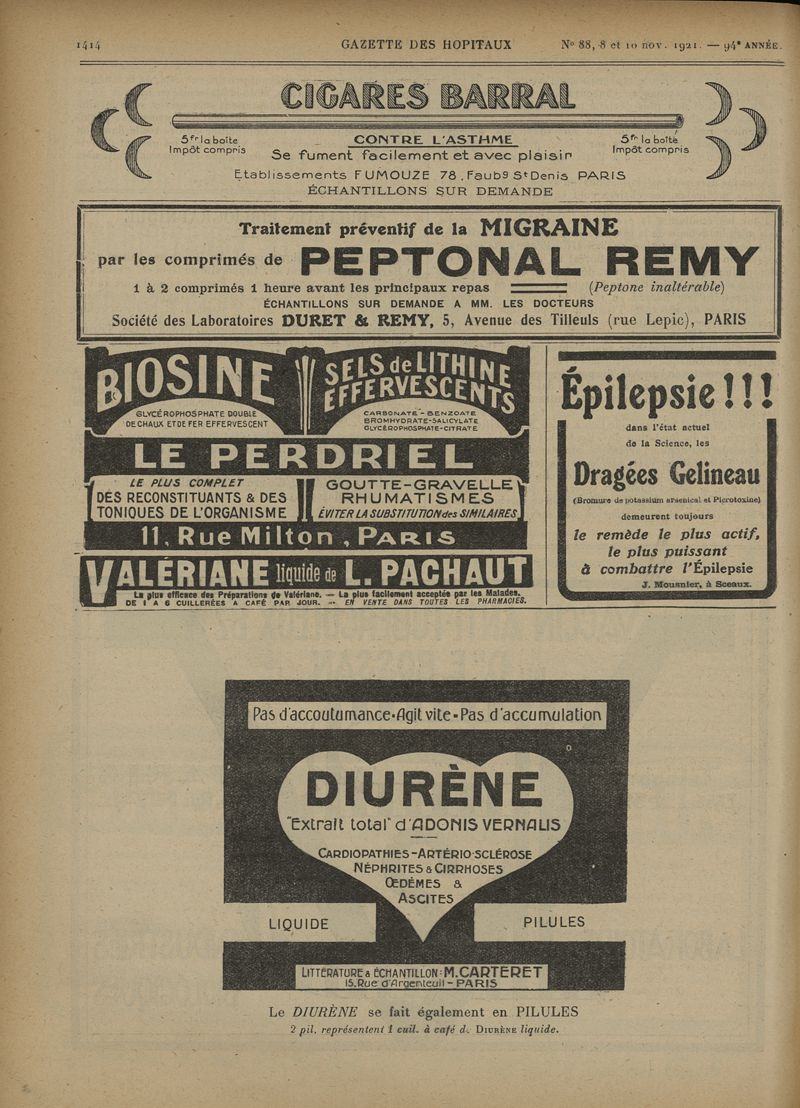 1414
GAZETTE DES HOPITAUX
Nº 88, 8 et 10 nov. 1921. — 94e ANNÉE.
CIGARES BARRAL
5fr la boîte
Impôt compris
CONTRE L'ASTHME
5fr la boîte
Impôt compris
Se fument facilement et avec plaisir
Etablissements FUMOUZE 78, Faubg St Denis PARIS
ÉCHANTILLONS SUR DEMANDE
Traitement préventif de la MIGRAINE
par les comprimés de PEPTONAL REMY
1 à 2 comprimés 1 heure avant les principaux repas (Peptone inaltérable)
ÉCHANTILLONS SUR DEMANDE A MM. LES DOCTEURS
Société des Laboratoires DURET & REMY, 5, Avenue des Tilleuls (rue Lepic), PARIS
BIOSINE
GLYCÉROPHOSPHATE DOUBLE
DE CHAUX ET DE FER EFFERVESCENT
SELS de LITHINE
EFFERVESCENTS
CARBONATE - BENZOATE
BROMHYDRATE - SALICYLATE
GLYCÉROPHOSPHATE - CITRATE
LE PERDRIEL
LE PLUS COMPLET
DES RECONSTITUANTS & DES
TONIQUES DE L'ORGANISME
GOUTTE - GRAVELLE
RHUMATISMES
ÉVITER LA SUBSTITUTION des SIMILAIRES
11, Rue Milton, PARIS
VALÉRIANE liquide de L. PACHAUT
La plus efficace des Préparations de Valériane. — La plus facilement acceptée par les Malades.
DE 1 A 6 CUILLERÉES A CAFÉ PAR JOUR. — EN VENTE DANS TOUTES LES PHARMACIES.
Épilepsie!!!
dans l'état actuel
de la Science, les
Dragées Gelineau
(Bromure de potassium arsenical et Picrotoxine)
demeurent toujours
le remède le plus actif,
le plus puissant
à combattre l'Épilepsie
J. Mousnier, à Sceaux.
Pas d'accoutumance - Agit vite - Pas d'accumulation
DIURÈNE
"Extrait total" d'ADONIS VERNALIS
CARDIOPATHIES - ARTÉRIO-SCLÉROSE
NÉPHRITES & CIRRHOSES
ŒDÈMES &
ASCITES
LIQUIDE
PILULES
LITTÉRATURE & ÉCHANTILLON : M. CARTERET
15, Rue d'Argenteuil - PARIS
Le DIURÈNE se fait également en PILULES
2 pil. représentent 1 cuil. à café de DIURÈNE liquide.